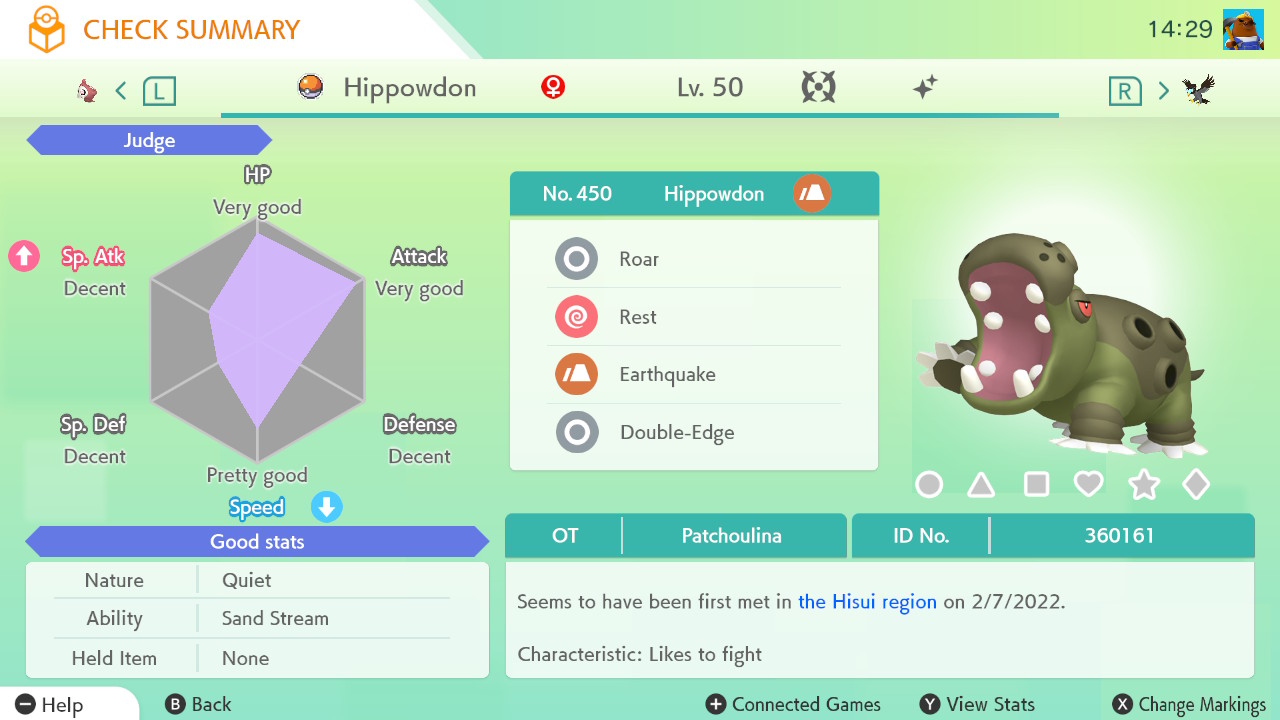 CHECK SUMMARY
14:29
L
Hippowdon
Lv. 50
R
Judge
HP
Very good
Sp. Atk
Decent
Attack
Very good
Sp. Def
Decent
Defense
Decent
Pretty good
Speed
Good stats
Nature Quiet
Ability Sand Stream
Held Item None
No. 450 Hippowdon
Roar
Rest
Earthquake
Double-Edge
OT Patchoulina ID No. 360161
Seems to have been first met in the Hisui region on 2/7/2022.
Characteristic: Likes to fight
Help
B Back
Connected Games
Y View Stats
X Change Markings